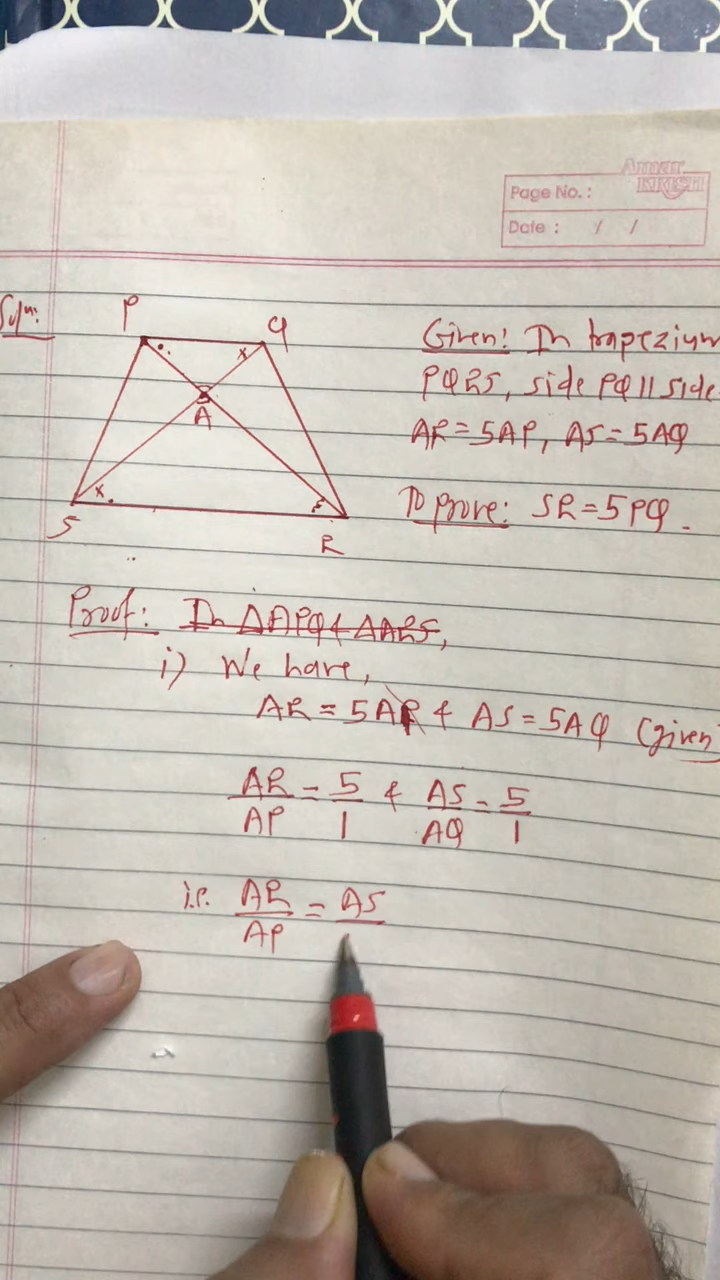 Amar
Page No. :
Date : / /
Soln:
P
Q
x
A
x
S
R
Given: In trapezium
PQRS, side PQ || side
AR = 5AP, AS = 5AQ
To prove: SR = 5PQ.
Proof: In ΔAPQ & ΔARS,
i) We have,
AR = 5AP & AS = 5AQ (given)
AR/AP = 5/1 & AS/AQ = 5/1
i.e. AR/AP = AS